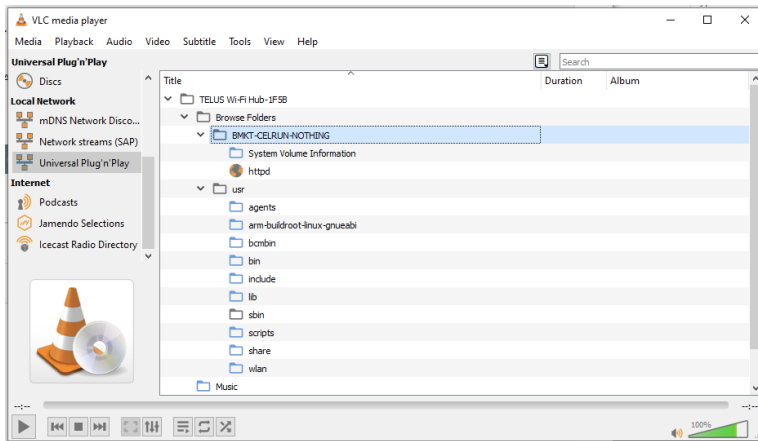 VLC media player
Media Playback Audio Video Subtitle Tools View Help
Universal Plug'n'Play
Search
Discs
Local Network
mDNS Network Disco...
Network streams (SAP)
Universal Plug'n'Play
Internet
Podcasts
Jamendo Selections
Icecast Radio Directory
Title Duration Album
TELUS Wi-Fi Hub-1F5B
Browse Folders
BMKT-CELRUN-NOTHING
System Volume Information
httpd
usr
agents
arm-buildroot-linux-gnueabi
bcmbin
bin
include
lib
sbin
scripts
share
wlan
Music
--:-- --:--
100%